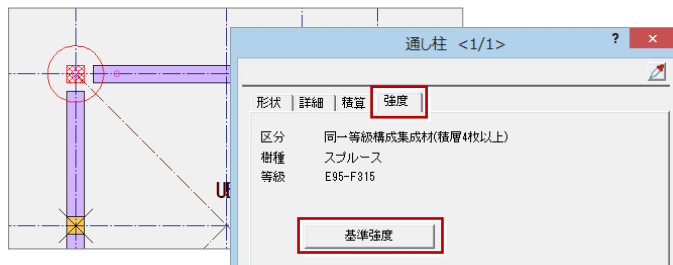 通し柱 <1/1>
? ×
形状 詳細 積算 強度
区分 同一等級構成集成材(積層4枚以上)
樹種 スプルース
等級 E95-F315
基準強度